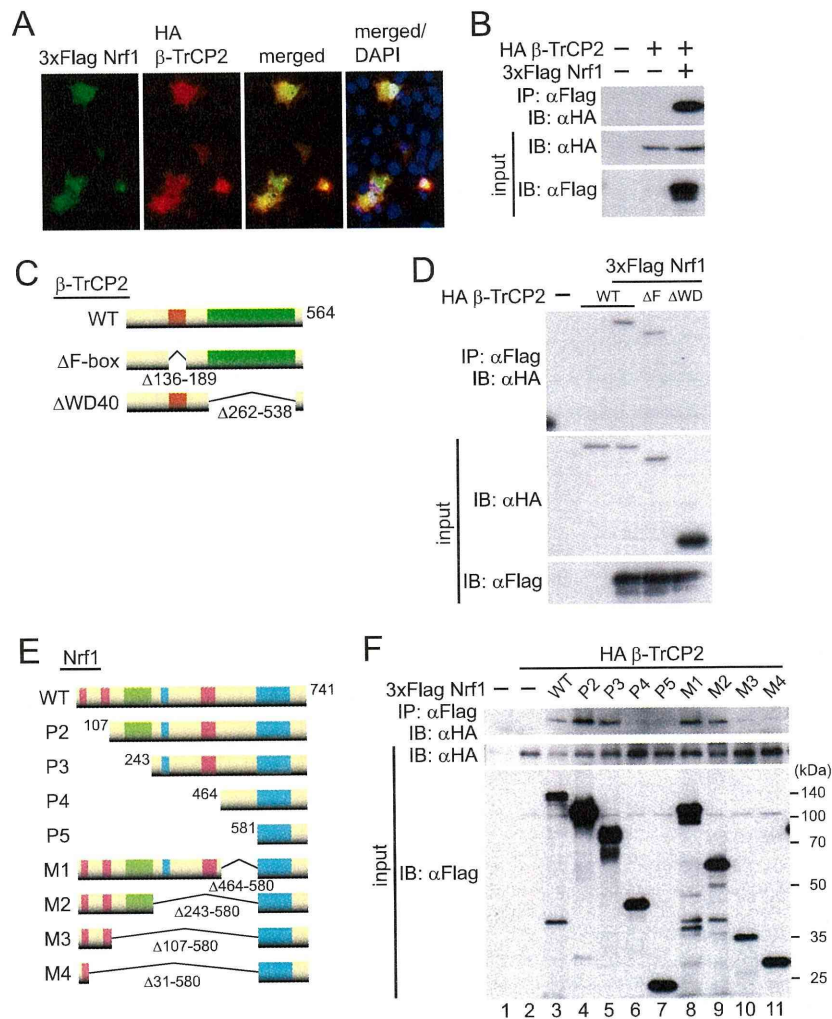 A
3xFlag Nrf1
HA
β-TrCP2
merged
merged/
DAPI
B
HA β-TrCP2 − + +
3xFlag Nrf1 − − +
IP: αFlag
IB: αHA
input
IB: αHA
IB: αFlag
C
β-TrCP2
WT
564
ΔF-box
Δ136-189
ΔWD40
Δ262-538
D
3xFlag Nrf1
HA β-TrCP2 − WT ΔF ΔWD
IP: αFlag
IB: αHA
input
IB: αHA
IB: αFlag
E
Nrf1
WT
741
P2
107
P3
243
P4
464
P5
581
M1
Δ464-580
M2
Δ243-580
M3
Δ107-580
M4
Δ31-580
F
HA β-TrCP2
3xFlag Nrf1 − − WT P2 P3 P4 P5 M1 M2 M3 M4
IP: αFlag
IB: αHA
input
IB: αHA
IB: αFlag
(kDa)
140
100
70
50
35
25
1 2 3 4 5 6 7 8 9 10 11